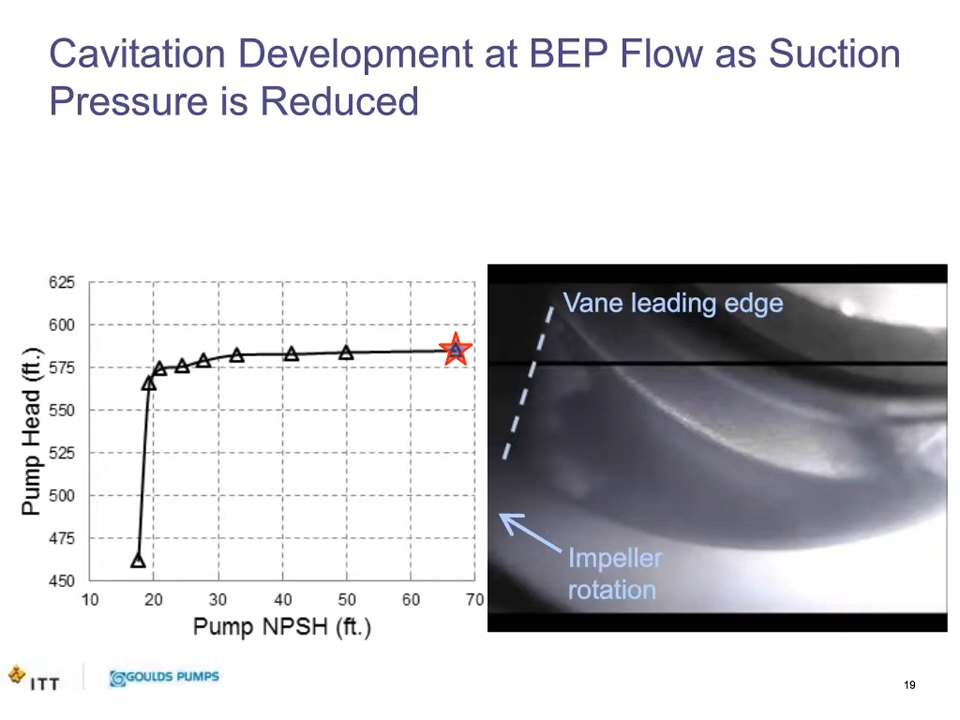 Cavitation Development at BEP Flow as Suction
Pressure is Reduced
625
600
575
550
525
500
475
450
Pump Head (ft.)
10 20 30 40 50 60 70
Pump NPSH (ft.)
Vane leading edge
Impeller
rotation
ITT
GOULDS PUMPS
19